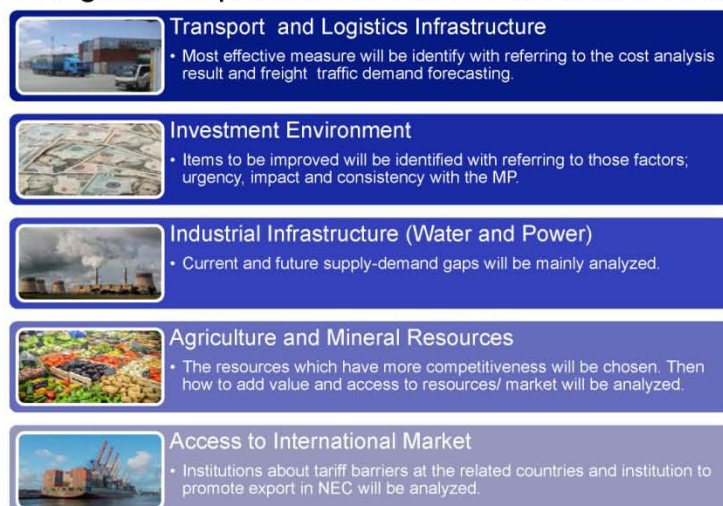 Transport and Logistics Infrastructure
• Most effective measure will be identify with referring to the cost analysis
result and freight traffic demand forecasting.
Investment Environment
• Items to be improved will be identified with referring to those factors;
urgency, impact and consistency with the MP.
Industrial Infrastructure (Water and Power)
• Current and future supply-demand gaps will be mainly analyzed.
Agriculture and Mineral Resources
• The resources which have more competitiveness will be chosen. Then
how to add value and access to resources/ market will be analyzed.
Access to International Market
• Institutions about tariff barriers at the related countries and institution to
promote export in NEC will be analyzed.